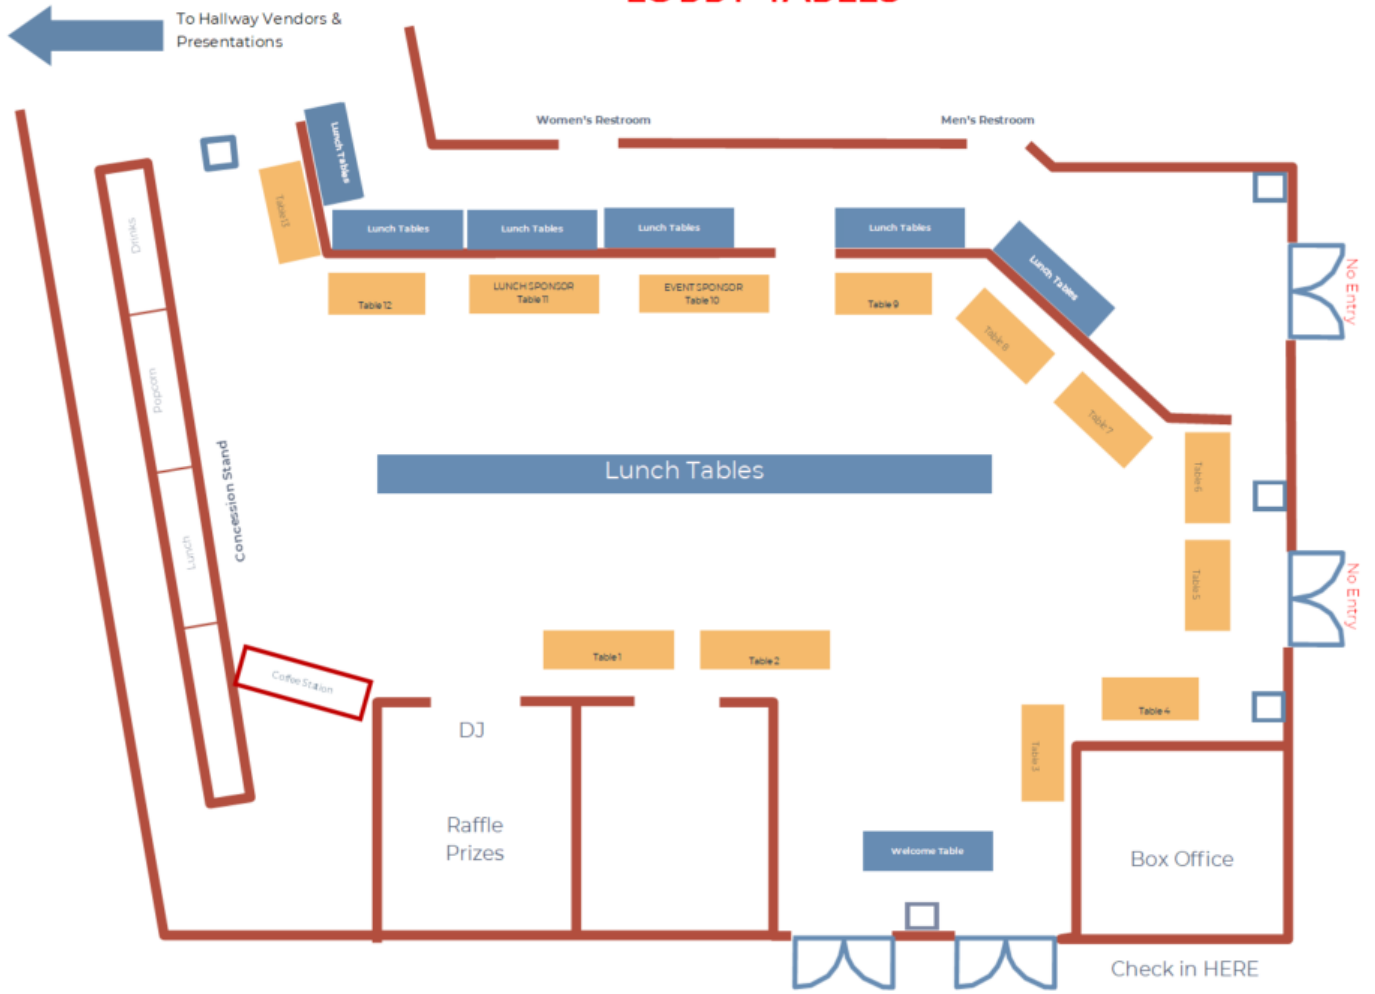 LOBBY TABLES
To Hallway Vendors &
Presentations
Women's Restroom
Men's Restroom
Lunch Tables
Table 13
Lunch Tables
Lunch Tables
Lunch Tables
Lunch Tables
Lunch Tables
No Entry
Drinks
Table 12
LUNCH SPONSOR
Table 11
EVENT SPONSOR
Table 10
Table 9
Table 8
Popcorn
Table 7
Concession Stand
Lunch Tables
Table 6
Lunch
Table 5
No Entry
Table 1
Table 2
Coffee Station
Table 4
DJ
Table 3
Raffle
Prizes
Welcome Table
Box Office
Check in HERE